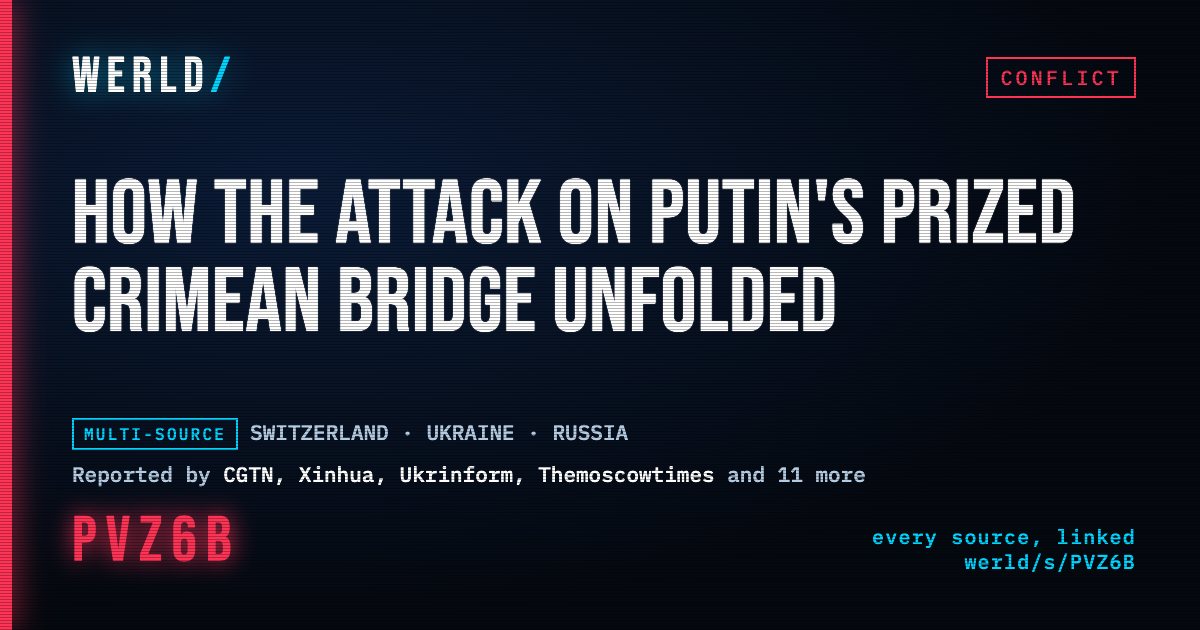 WERLD/
CONFLICT
HOW THE ATTACK ON PUTIN'S PRIZED
CRIMEAN BRIDGE UNFOLDED
MULTI-SOURCE SWITZERLAND · UKRAINE · RUSSIA
Reported by CGTN, Xinhua, Ukrinform, Themoscowtimes and 11 more
PVZ6B
every source, linked
werld/s/PVZ6B